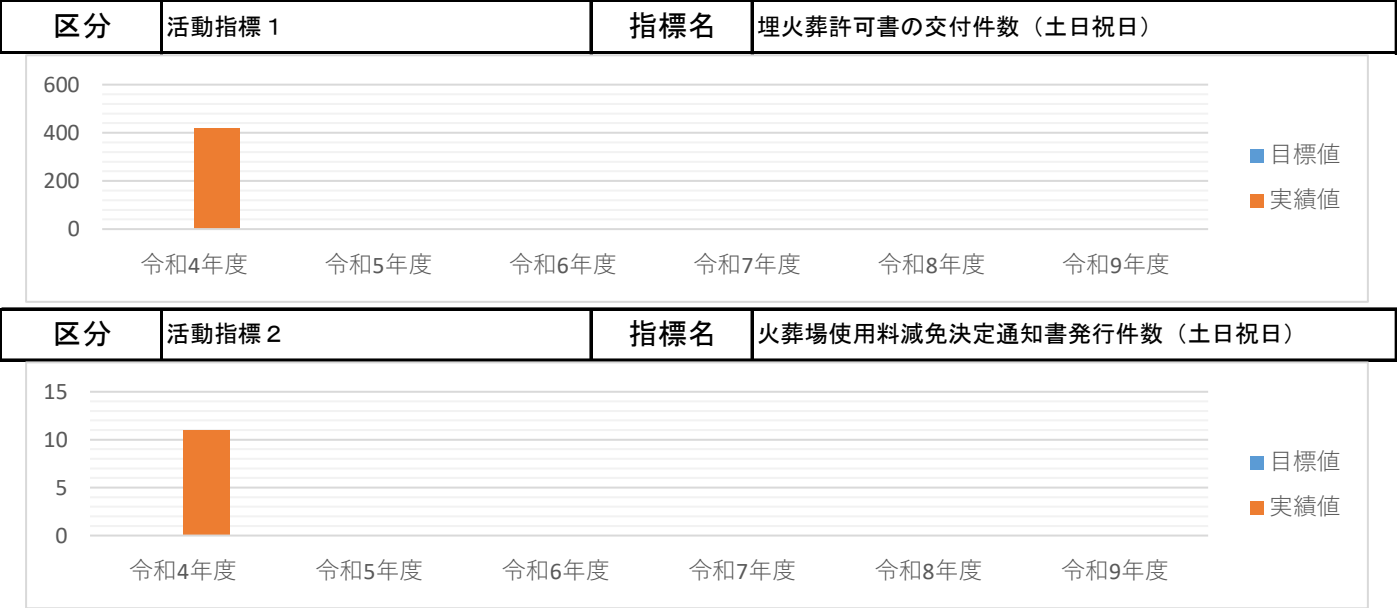 区分 活動指標１ 指標名 埋火葬許可書の交付件数（土日祝日）
600
400
200
0
目標値
実績値
令和4年度 令和5年度 令和6年度 令和7年度 令和8年度 令和9年度
区分 活動指標２ 指標名 火葬場使用料減免決定通知書発行件数（土日祝日）
15
10
5
0
目標値
実績値
令和4年度 令和5年度 令和6年度 令和7年度 令和8年度 令和9年度